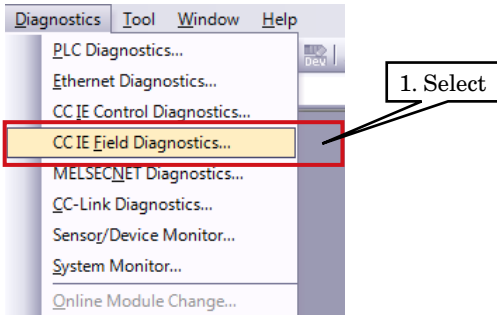 Diagnostics Tool Window Help
PLC Diagnostics...
Dev
Ethernet Diagnostics...
1. Select
CC IE Control Diagnostics...
CC IE Field Diagnostics...
MELSECNET Diagnostics...
CC-Link Diagnostics...
Sensor/Device Monitor...
System Monitor...
Online Module Change...